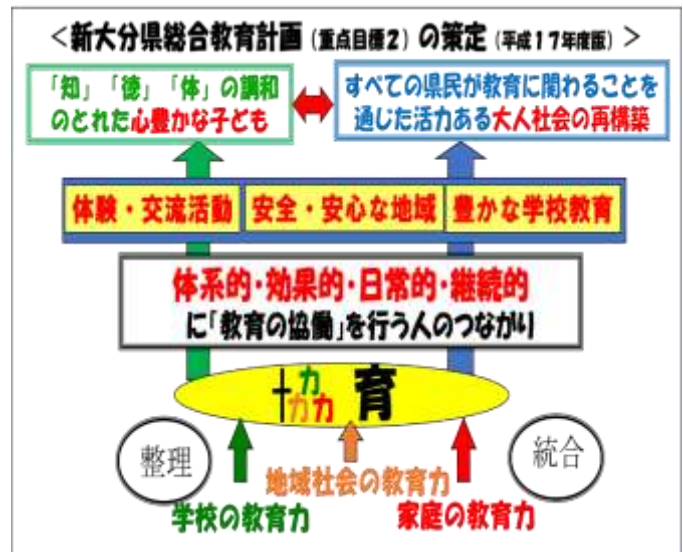 ＜新大分県総合教育計画（重点目標２）の策定（平成１７年度版）＞
「知」「徳」「体」の調和
のとれた心豊かな子ども
すべての県民が教育に関わることを
通じた活力ある大人社会の再構築
体験・交流活動
安全・安心な地域
豊かな学校教育
体系的・効果的・日常的・継続的
に「教育の協働」を行う人のつながり
十力力力 育
整理
統合
地域社会の教育力
学校の教育力
家庭の教育力